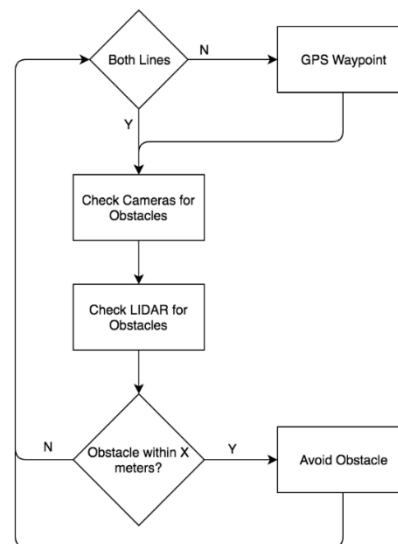 Both Lines
N
GPS Waypoint
Y
Check Cameras for
Obstacles
Check LIDAR for
Obstacles
N
Obstacle within X
meters?
Y
Avoid Obstacle